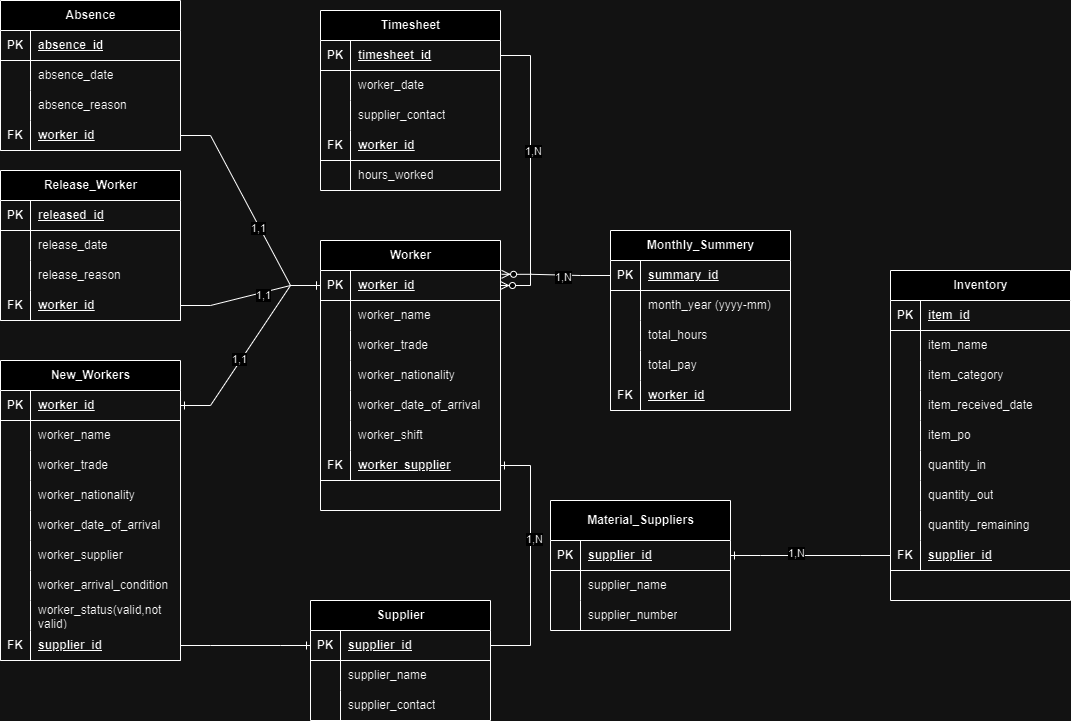 Absence
PK absence_id
absence_date
absence_reason
FK worker_id
Timesheet
PK timesheet_id
worker_date
supplier_contact
FK worker_id
hours_worked
1,N
Release_Worker
PK released_id
release_date
release_reason
FK worker_id
1,1
1,1
1,1
Worker
PK worker_id
worker_name
worker_trade
worker_nationality
worker_date_of_arrival
worker_shift
FK worker_supplier
1,N
Monthly_Summery
PK summary_id
month_year (yyyy-mm)
total_hours
total_pay
FK worker_id
Inventory
PK item_id
item_name
item_category
item_received_date
item_po
quantity_in
quantity_out
quantity_remaining
FK supplier_id
New_Workers
PK worker_id
worker_name
worker_trade
worker_nationality
worker_date_of_arrival
worker_supplier
worker_arrival_condition
worker_status(valid,not
valid)
FK supplier_id
1,N
Material_Suppliers
PK supplier_id
supplier_name
supplier_number
1,N
Supplier
PK supplier_id
supplier_name
supplier_contact